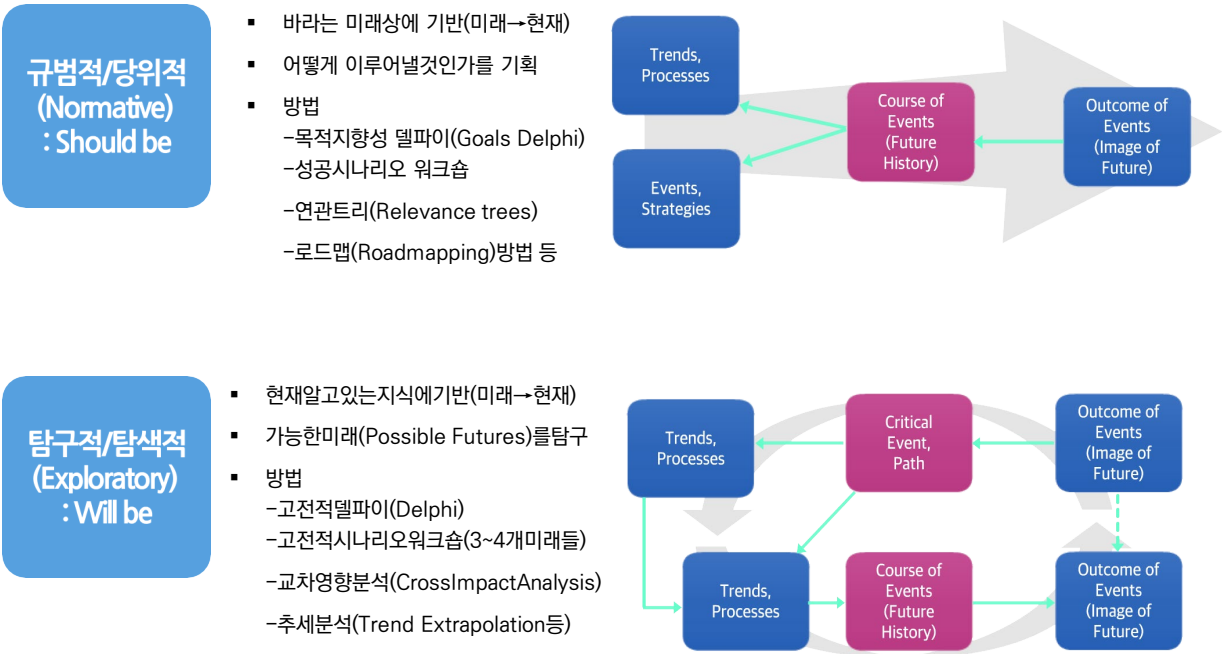 규범적/당위적
(Normative)
: Should be
▪ 바라는 미래상에 기반(미래→현재)
▪ 어떻게 이루어낼것인가를 기획
▪ 방법
-목적지향성 델파이(Goals Delphi)
-성공시나리오 워크숍
-연관트리(Relevance trees)
-로드맵(Roadmapping)방법 등
Trends,
Processes
Events,
Strategies
Course of
Events
(Future
History)
Outcome of
Events
(Image of
Future)
탐구적/탐색적
(Exploratory)
: Will be
▪ 현재알고있는지식에기반(미래→현재)
▪ 가능한미래(Possible Futures)를탐구
▪ 방법
-고전적델파이(Delphi)
-고전적시나리오워크숍(3~4개미래들)
-교차영향분석(CrossImpactAnalysis)
-추세분석(Trend Extrapolation등)
Trends,
Processes
Critical
Event,
Path
Outcome of
Events
(Image of
Future)
Trends,
Processes
Course of
Events
(Future
History)
Outcome of
Events
(Image of
Future)